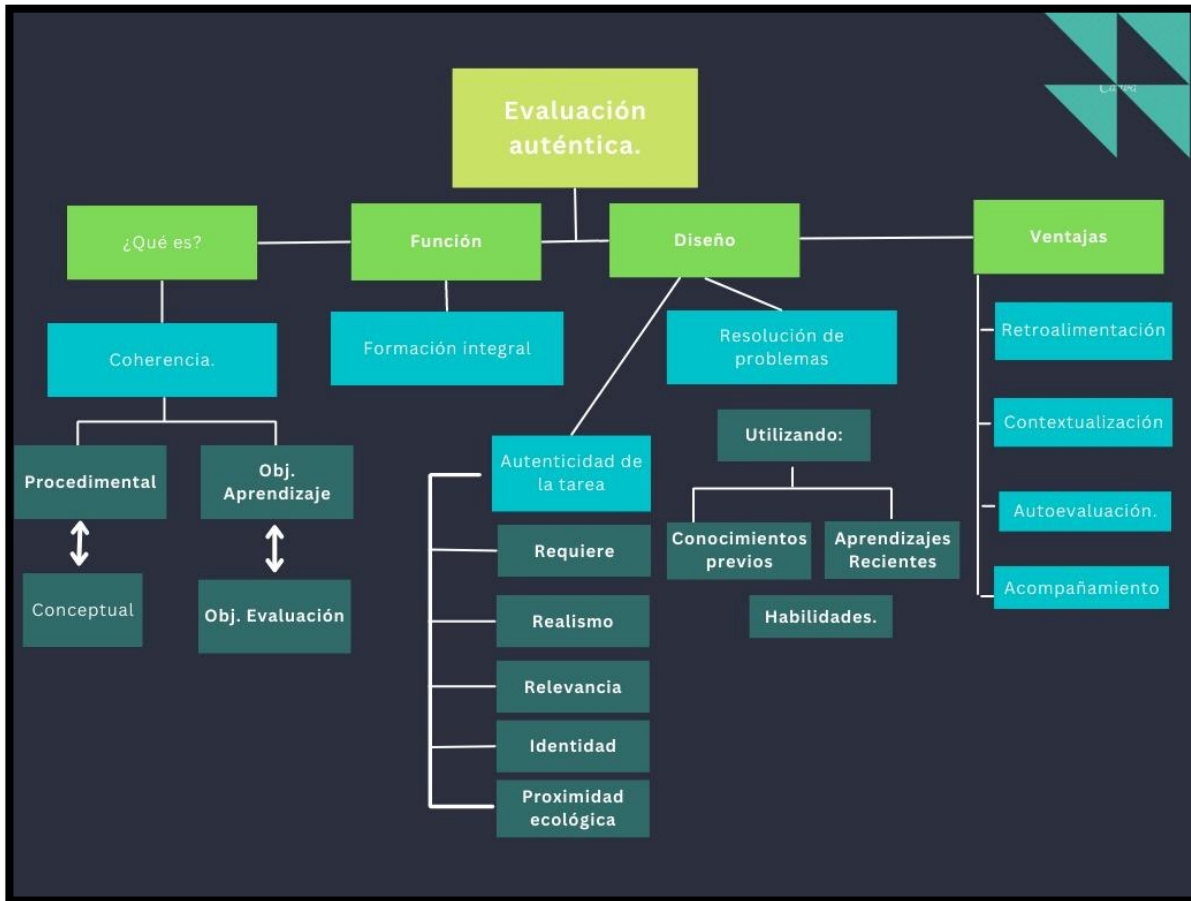 Evaluación
auténtica.
¿Qué es?
Función
Diseño
Ventajas
Coherencia.
Formación integral
Resolución de
problemas
Retroalimentación
Contextualización
Autoevaluación.
Acompañamiento
Procedimental
Obj.
Aprendizaje
Conceptual
Obj. Evaluación
Autenticidad de
la tarea
Requiere
Realismo
Relevancia
Identidad
Proximidad
ecológica
Utilizando:
Conocimientos
previos
Aprendizajes
Recientes
Habilidades.